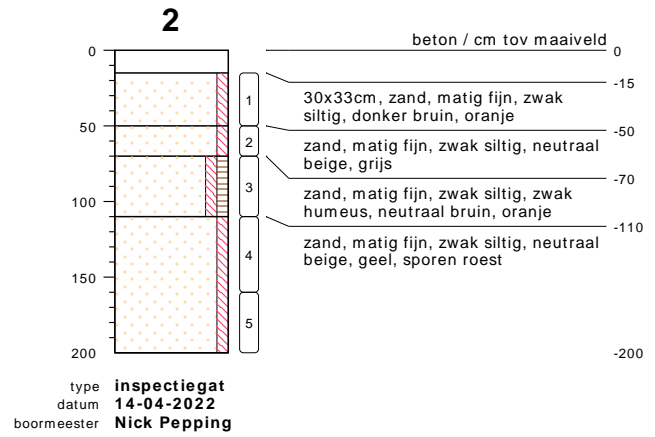 2
beton / cm tov maaiveld
0
0
-15
1
30x33cm, zand, matig fijn, zwak
siltig, donker bruin, oranje
50
-50
2
zand, matig fijn, zwak siltig, neutraal
beige, grijs
-70
3
zand, matig fijn, zwak siltig, zwak
humeus, neutraal bruin, oranje
100
-110
4
zand, matig fijn, zwak siltig, neutraal
beige, geel, sporen roest
150
5
200
-200
type inspectiegat
datum 14-04-2022
boormeester Nick Pepping